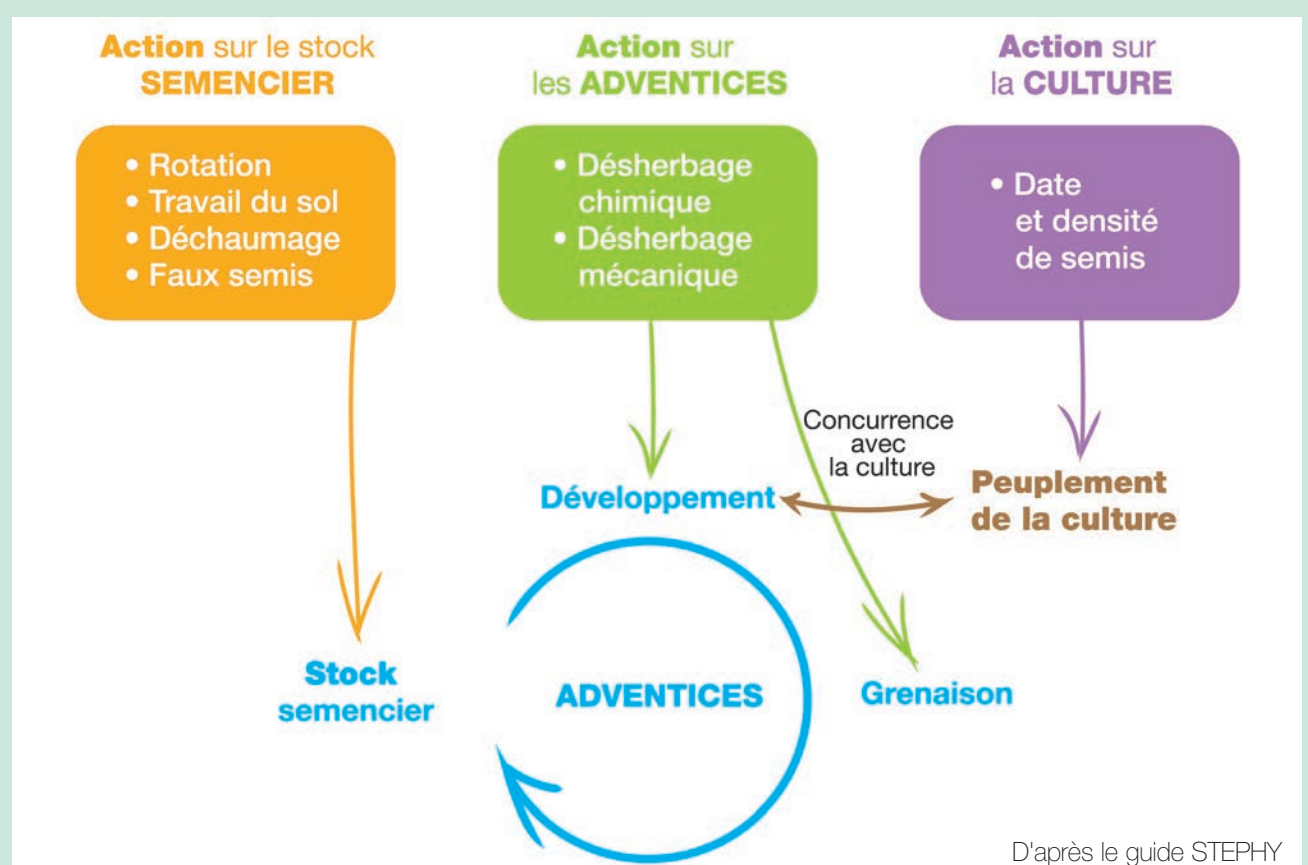 Action sur le stock
SEMENCIER
• Rotation
• Travail du sol
• Déchaumage
• Faux semis
Action sur
les ADVENTICES
• Désherbage
chimique
• Désherbage
mécanique
Action sur
la CULTURE
• Date
et densité
de semis
Concurrence
avec
la culture
Développement
Peuplement
de la culture
Stock
semencier
ADVENTICES
Grenaison
D'après le guide STEPHY